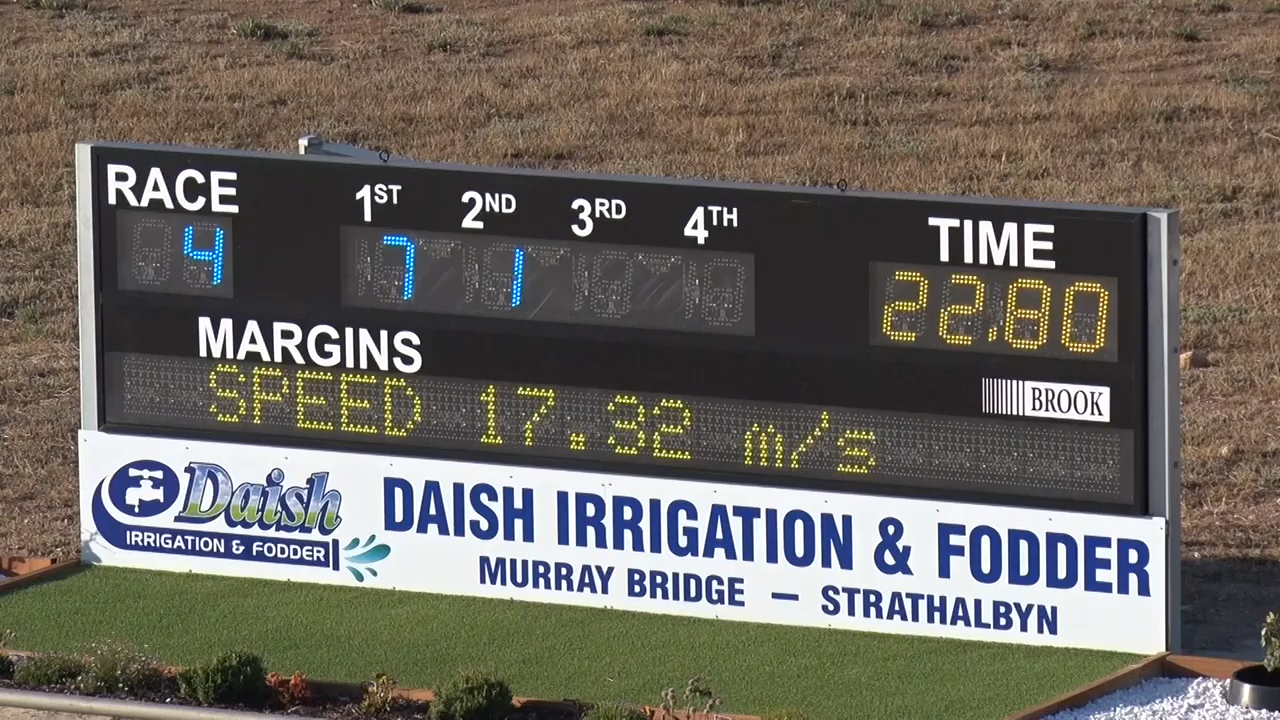 RACE 1ST 2ND 3RD 4TH TIME
4 7 1 22.80
MARGINS
BROOK
SPEED 17.32 m/s
Daish
IRRIGATION & FODDER
DAISH IRRIGATION & FODDER
MURRAY BRIDGE — STRATHALBYN